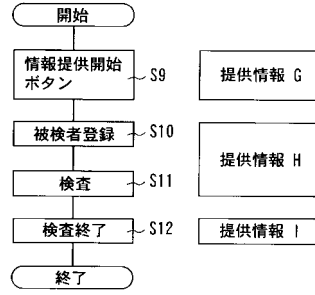 開始
情報提供開始
ボタン
S9
提供情報 G
被検者登録
S10
提供情報 H
検査
S11
検査終了
S12
提供情報 I
終了